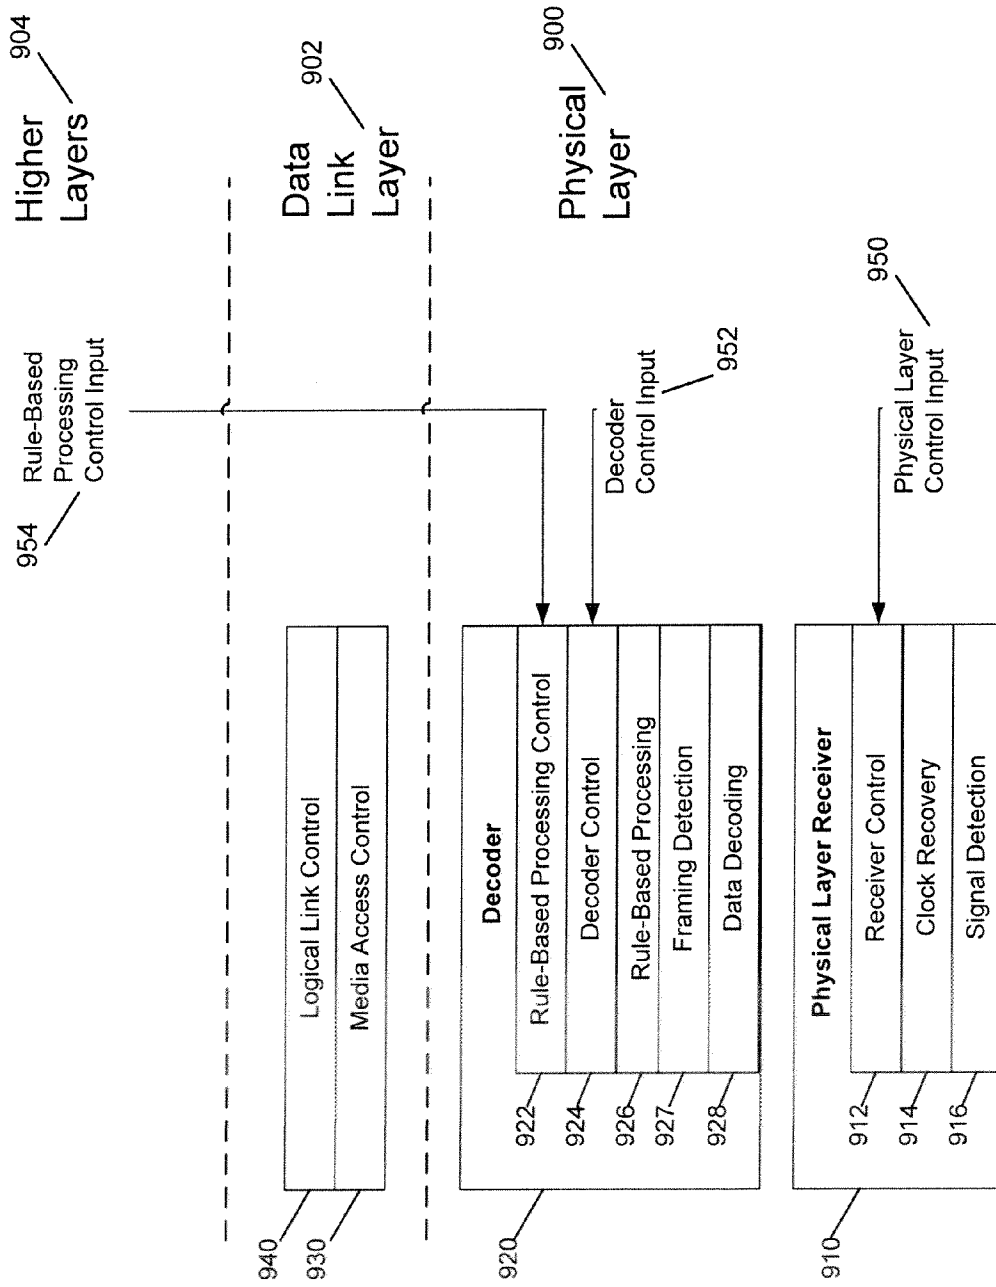 Higher
Layers
904
Rule-Based
Processing
Control Input
954
Data
Link
Layer
902
Logical Link Control
Media Access Control
940
930
Physical
Layer
900
Decoder
Rule-Based Processing Control
Decoder Control
Rule-Based Processing
Framing Detection
Data Decoding
922
924
926
927
928
920
Decoder
Control Input
952
Physical Layer Receiver
Receiver Control
Clock Recovery
Signal Detection
912
914
916
910
Physical Layer
Control Input
950